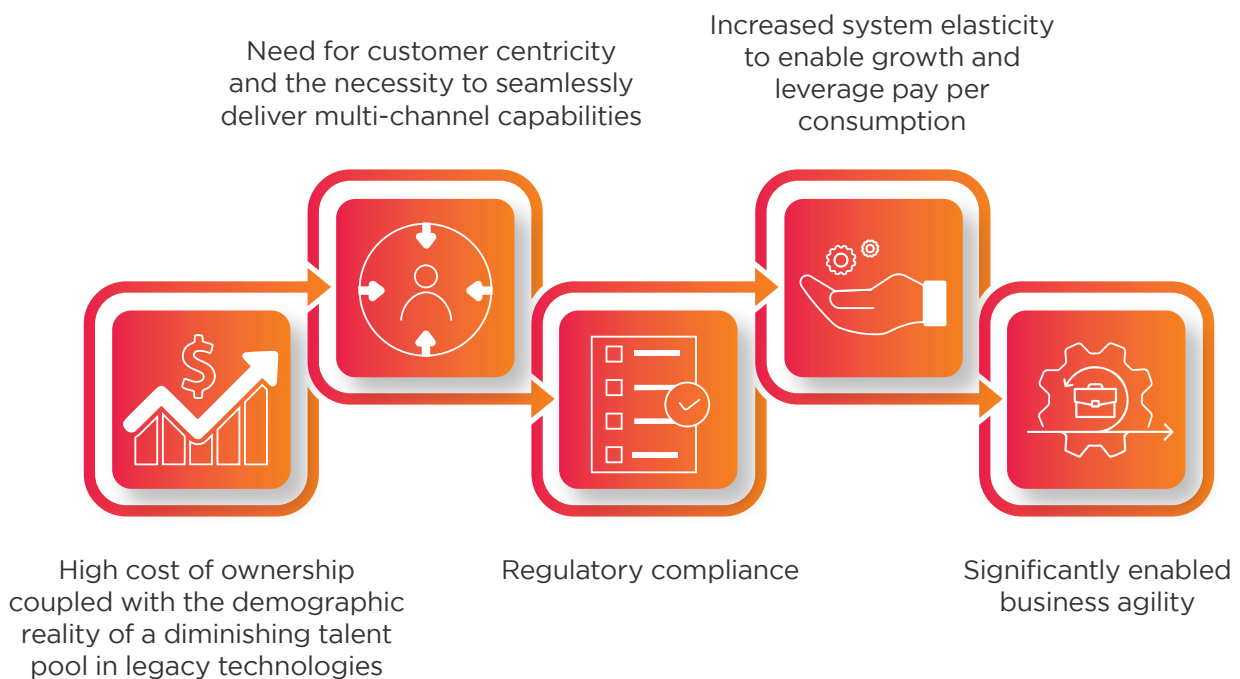 Need for customer centricity
and the necessity to seamlessly
deliver multi-channel capabilities
Increased system elasticity
to enable growth and
leverage pay per
consumption
$
High cost of ownership
coupled with the demographic
reality of a diminishing talent
pool in legacy technologies
Regulatory compliance
Significantly enabled
business agility